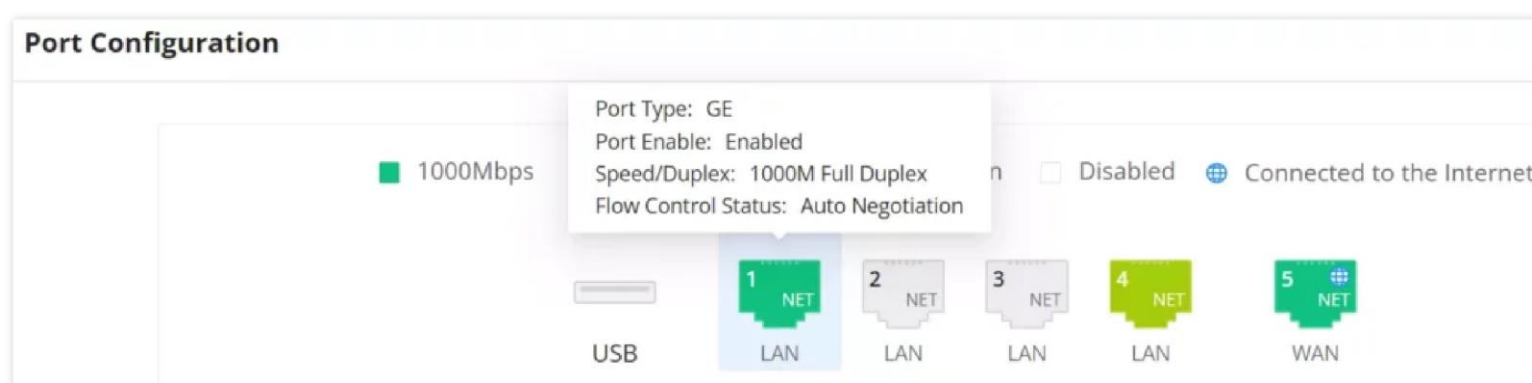 Port Configuration
Port Type: GE
Port Enable: Enabled
Speed/Duplex: 1000M Full Duplex
Flow Control Status: Auto Negotiation
1000Mbps
n
Disabled
Connected to the Internet
1 NET
2 NET
3 NET
4 NET
5 NET
USB
LAN
LAN
LAN
LAN
WAN